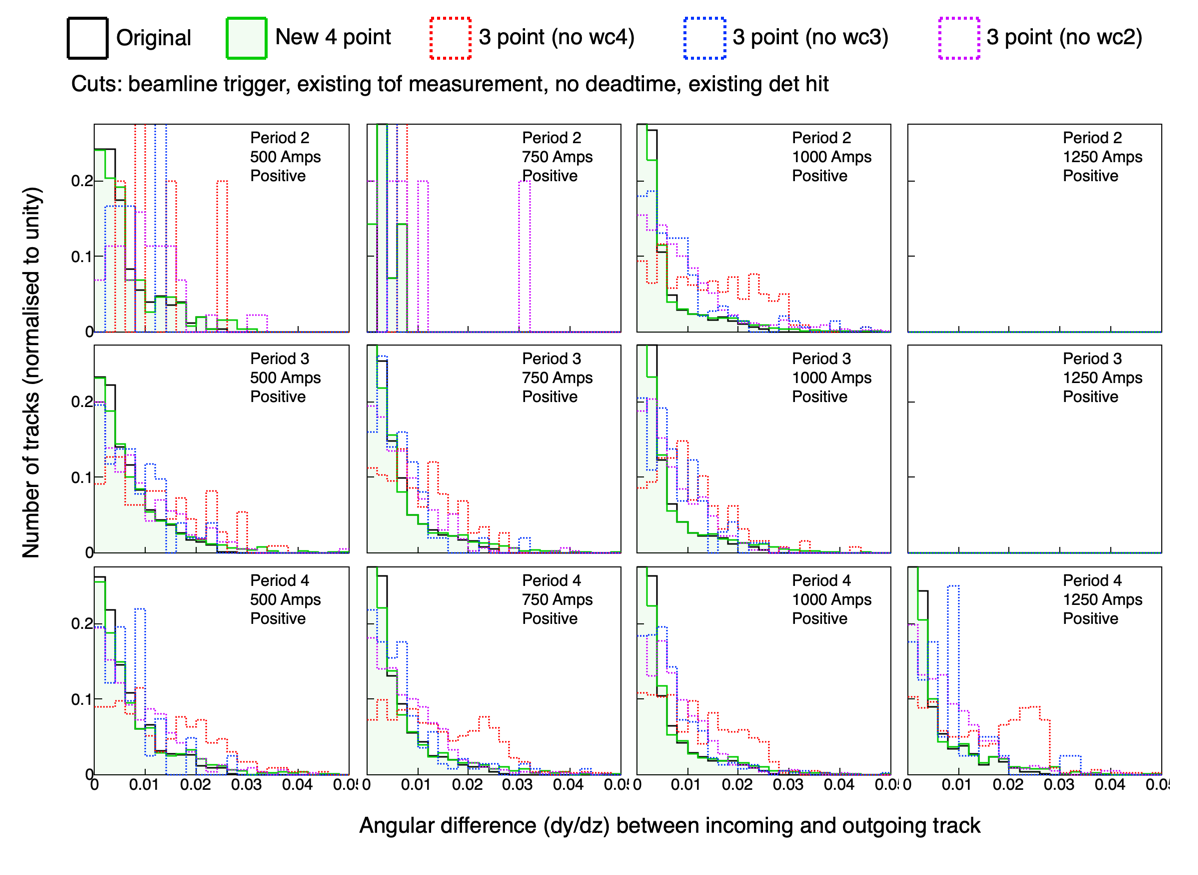 Original New 4 point 3 point (no wc4) 3 point (no wc3) 3 point (no wc2)
Cuts: beamline trigger, existing tof measurement, no deadtime, existing det hit
Number of tracks (normalised to unity)
Period 2
500 Amps
Positive
Period 2
750 Amps
Positive
Period 2
1000 Amps
Positive
Period 2
1250 Amps
Positive
0.2
0.1
0
Period 3
500 Amps
Positive
Period 3
750 Amps
Positive
Period 3
1000 Amps
Positive
Period 3
1250 Amps
Positive
0.2
0.1
0
Period 4
500 Amps
Positive
Period 4
750 Amps
Positive
Period 4
1000 Amps
Positive
Period 4
1250 Amps
Positive
0.2
0.1
0
0.01 0.02 0.03 0.04 0 0.01 0.02 0.03 0.04 0 0.01 0.02 0.03 0.04 0 0.01 0.02 0.03 0.04
Angular difference (dy/dz) between incoming and outgoing track